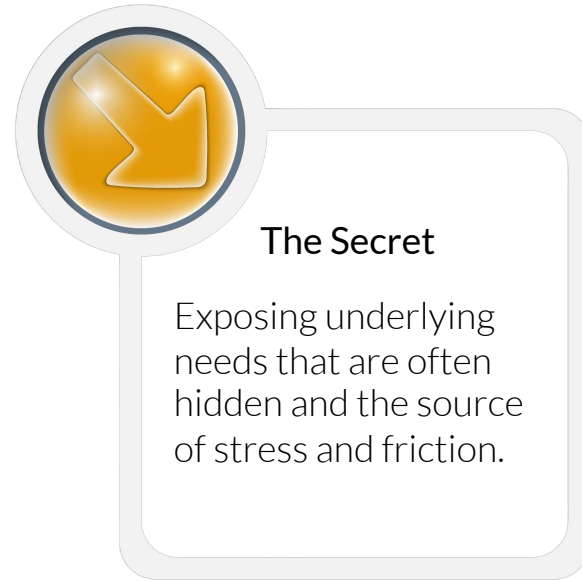 The Secret
Exposing underlying
needs that are often
hidden and the source
of stress and friction.